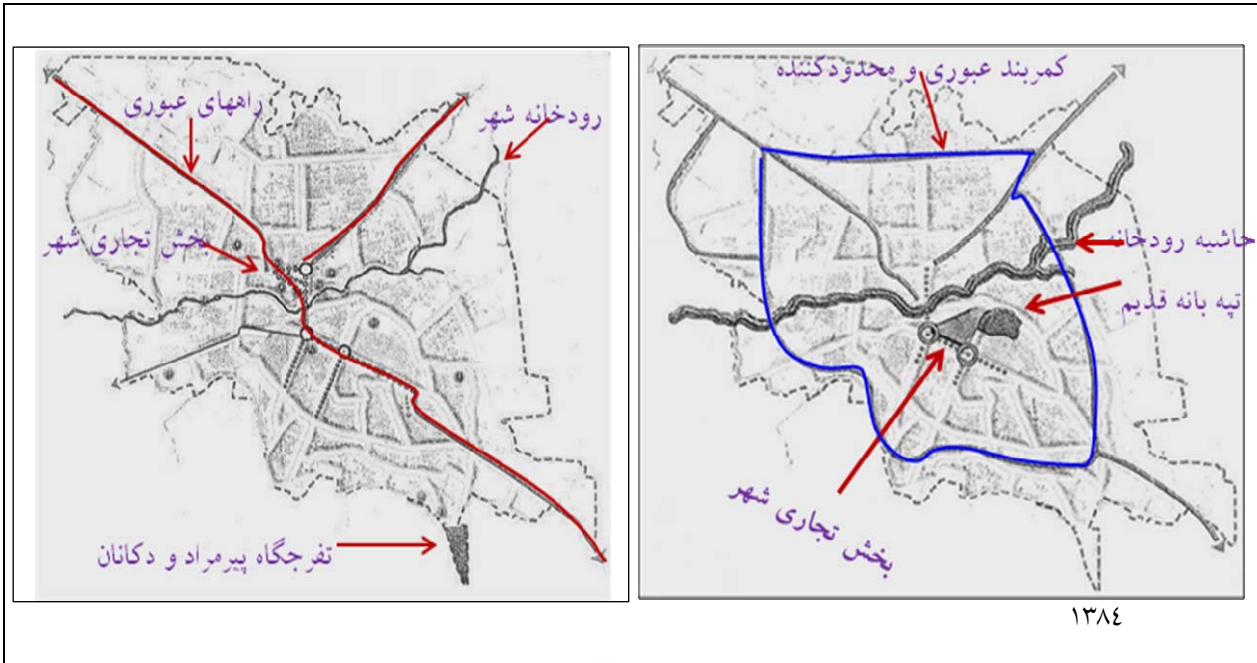 راههای عبوری
رودخانه شهر
بخش تجاری شهر
تفرجگاه پیرمراد و دکانان
کمربند عبوری و محدودکننده
حاشیه رودخانه
تپه بانه قدیم
بخش تجاری شهر
١٣٨٤